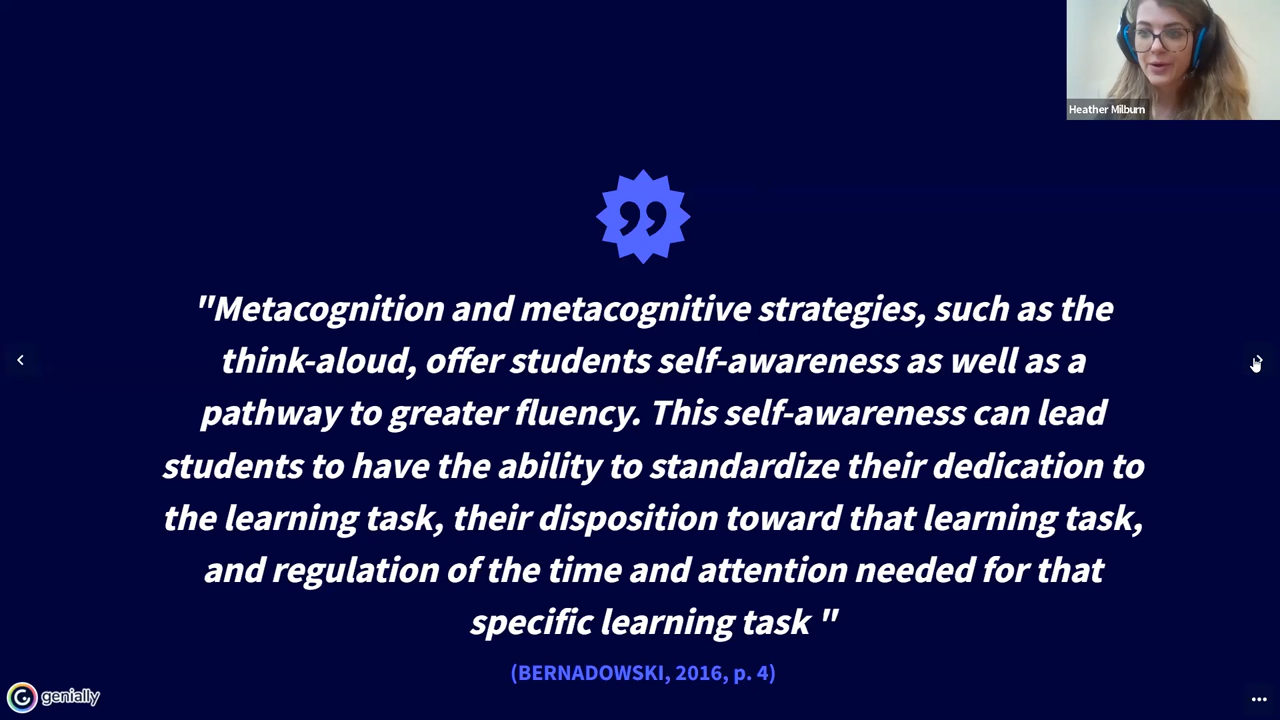 Heather Milburn
"Metacognition and metacognitive strategies, such as the
think-aloud, offer students self-awareness as well as a
pathway to greater fluency. This self-awareness can lead
students to have the ability to standardize their dedication to
the learning task, their disposition toward that learning task,
and regulation of the time and attention needed for that
specific learning task "
(BERNADOWSKI, 2016, p. 4)
genially